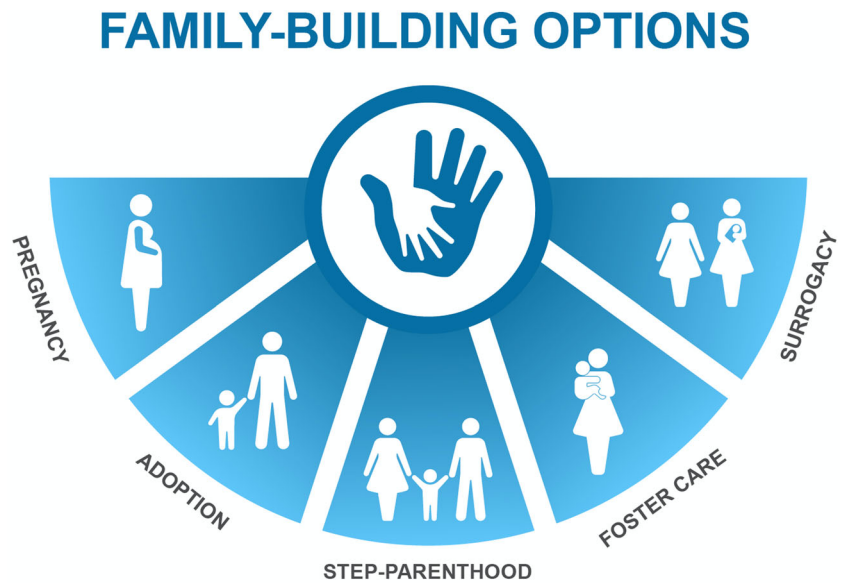 FAMILY-BUILDING OPTIONS
PREGNANCY
ADOPTION
STEP-PARENTHOOD
FOSTER CARE
SURROGACY